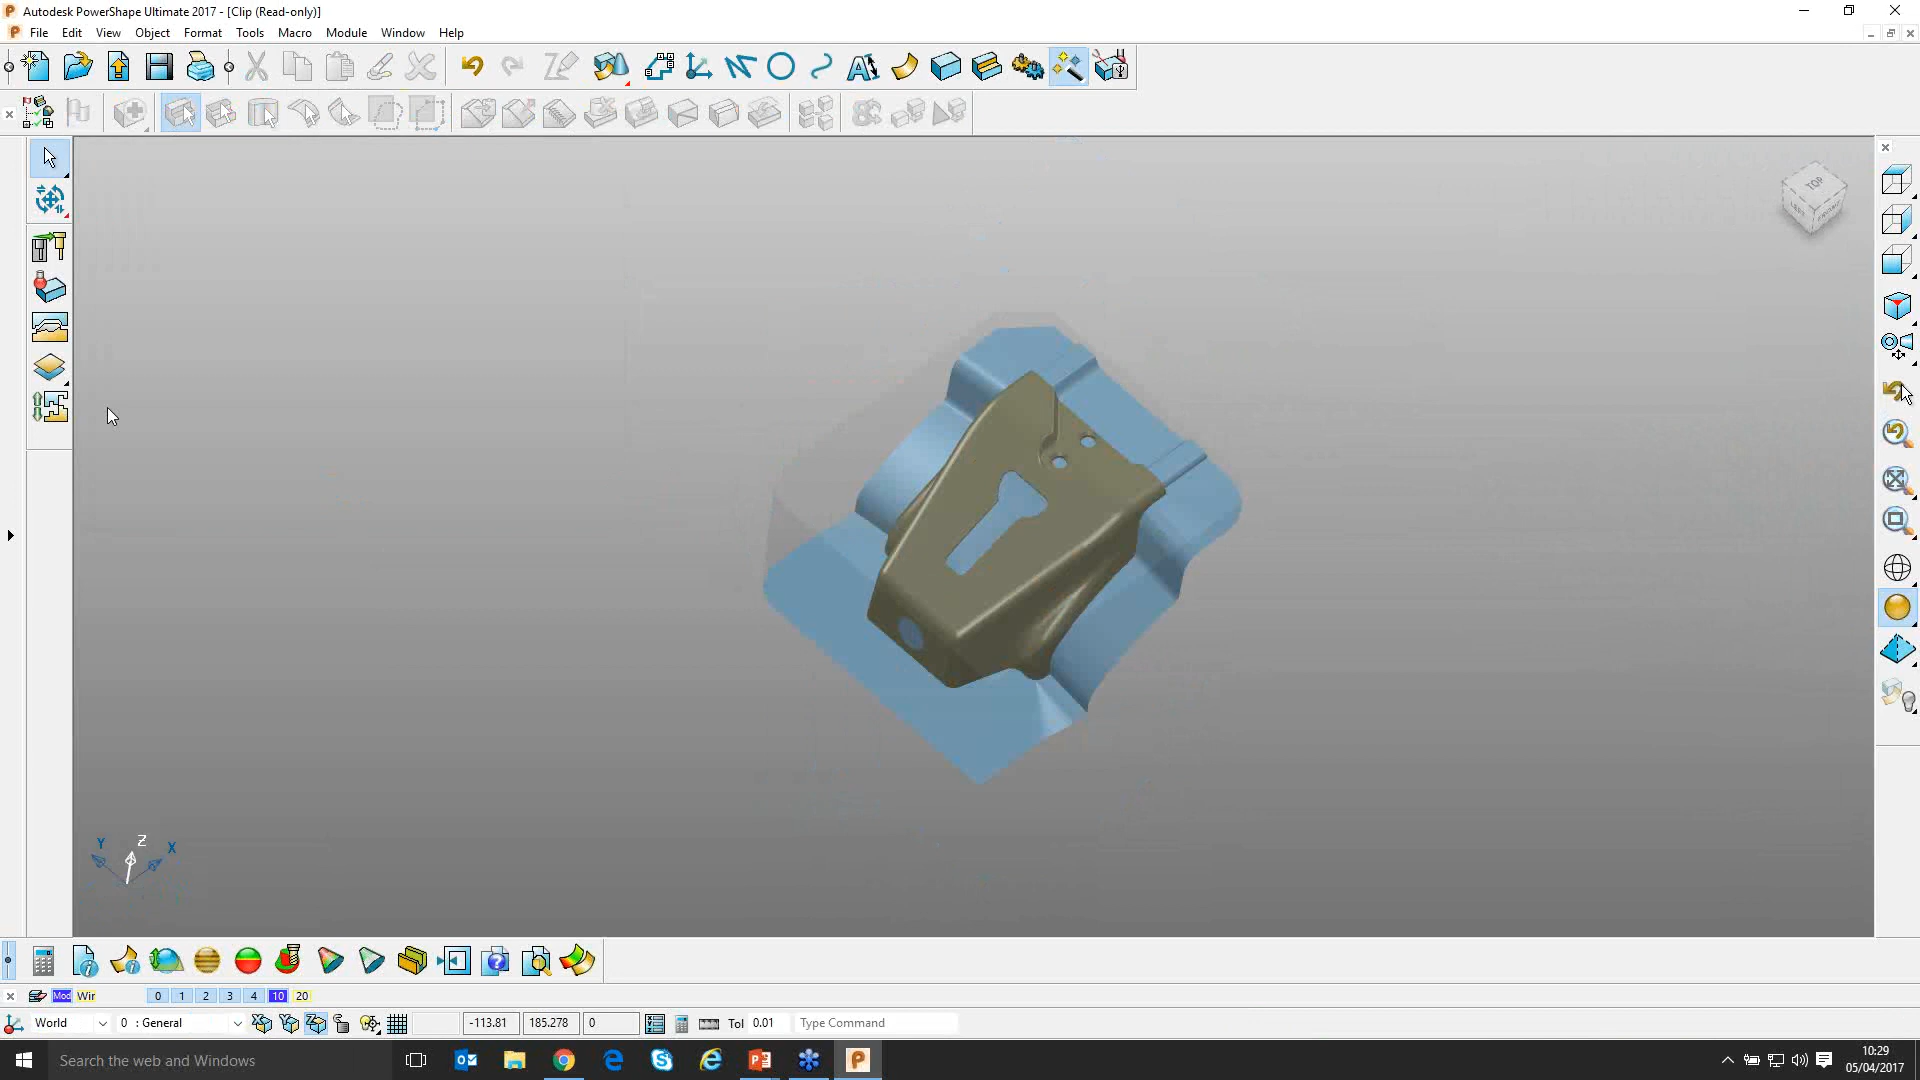 Autodesk PowerShape Ultimate 2017 - [Clip (Read-only)]
File Edit View Object Format Tools Macro Module Window Help
TOP
LEFT
Z
Y
X
Mod Wir 0 1 2 3 4 10 20
World 0 : General -113.81 185.278 0 Tol 0.01 Type Command
Search the web and Windows
10:29
05/04/2017